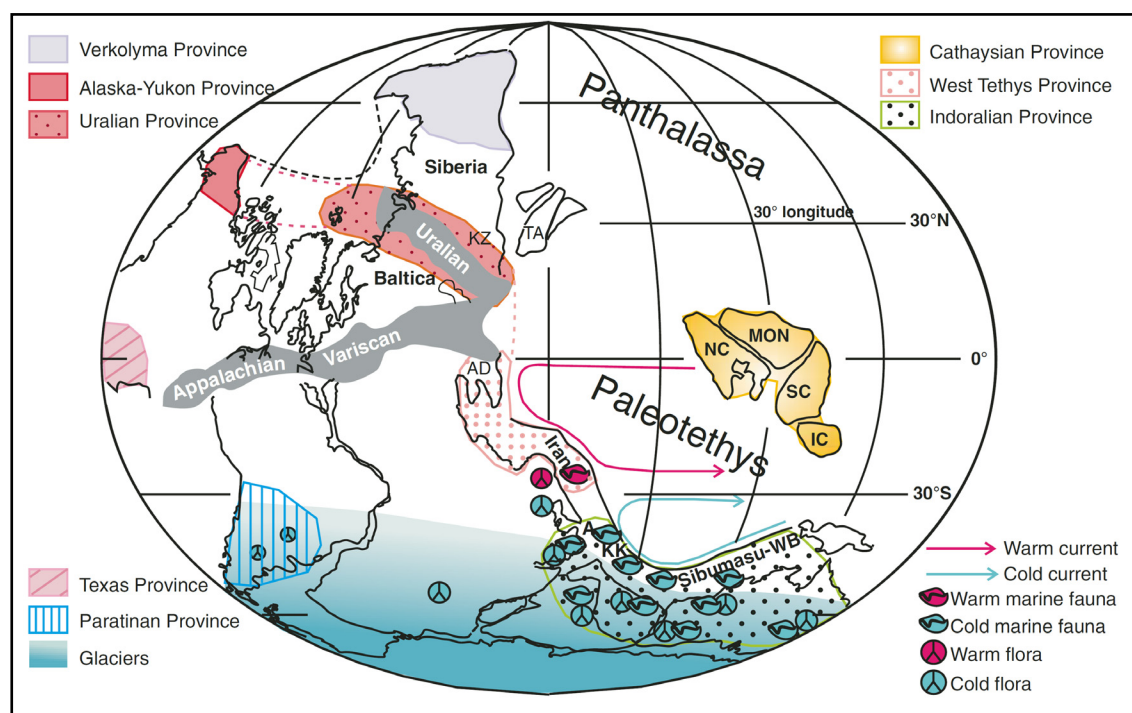 Verkolyma Province
Alaska-Yukon Province
Uralian Province
Cathaysian Province
West Tethys Province
Indoralian Province
Panthalassa
Siberia
30° longitude
30°N
TA
KZ
Uralian
Baltica
MON
NC
Variscan
0°
AD
Appalachian
SC
Paleotethys
IC
Iran
30°S
A
KK
Sibumasu-WB
Warm current
Cold current
Warm marine fauna
Cold marine fauna
Warm flora
Cold flora
Texas Province
Paratinan Province
Glaciers